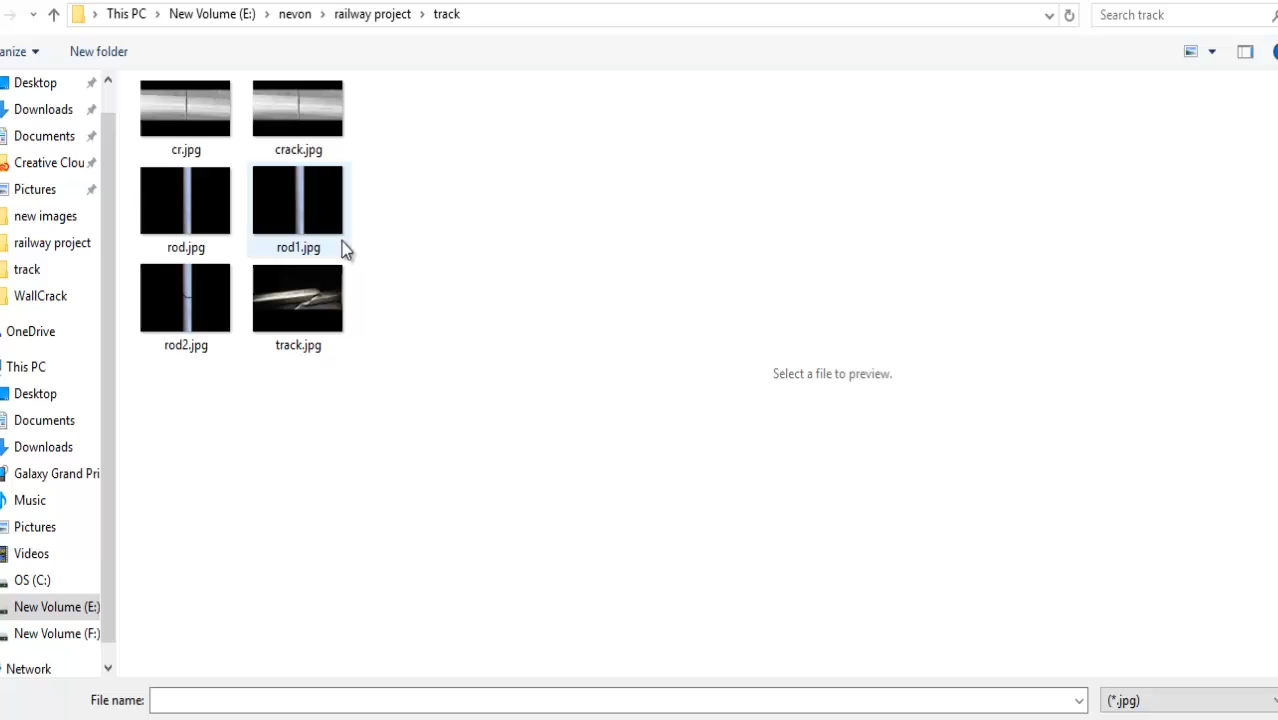 This PC > New Volume (E:) > nevon > railway project > track
Search track
anize
New folder
Desktop
Downloads
Documents
Creative Clou
Pictures
new images
railway project
track
WallCrack
OneDrive
This PC
Desktop
Documents
Downloads
Galaxy Grand Pri
Music
Pictures
Videos
OS (C:)
New Volume (E:)
New Volume (F:)
Network
cr.jpg
crack.jpg
rod.jpg
rod1.jpg
rod2.jpg
track.jpg
Select a file to preview.
File name:
(*.jpg)